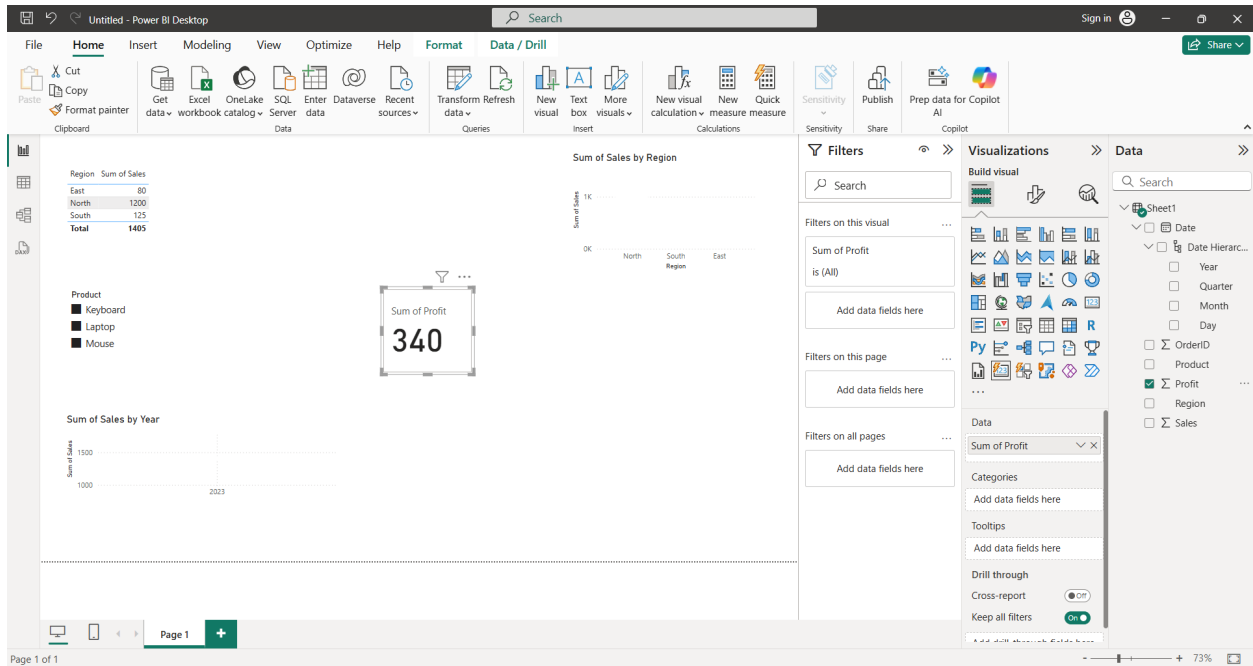 Untitled - Power BI Desktop
Search
Sign in
File Home Insert Modeling View Optimize Help Format Data / Drill
Share
Paste
Cut
Copy
Format painter
Clipboard
Get data
Excel workbook
OneLake catalog
SQL Server
Enter data
Dataverse
Recent sources
Data
Transform data
Refresh
Queries
New visual
Text box
More visuals
Insert
New visual calculation
New measure
Quick measure
Calculations
Sensitivity
Sensitivity
Publish
Share
Prep data for AI
Copilot
Copilot
Region Sum of Sales
East 80
North 1200
South 125
Total 1405
Sum of Sales by Region
Sum of Sales
1K
0K
North South East
Region
Product
Keyboard
Laptop
Mouse
Sum of Profit
340
Sum of Sales by Year
Sum of Sales
1500
1000
2023
Filters
Search
Filters on this visual
...
Sum of Profit
is (All)
Add data fields here
Filters on this page
...
Add data fields here
Filters on all pages
...
Add data fields here
Visualizations
Build visual
123
R
Py
...
Data
Sum of Profit
Categories
Add data fields here
Tooltips
Add data fields here
Drill through
Cross-report Off
Keep all filters On
Add drill-through fields here
Data
Search
Sheet1
Date
Date Hierarc...
Year
Quarter
Month
Day
OrderID
Product
Profit ...
Region
Sales
Page 1
Page 1 of 1
- + 73%